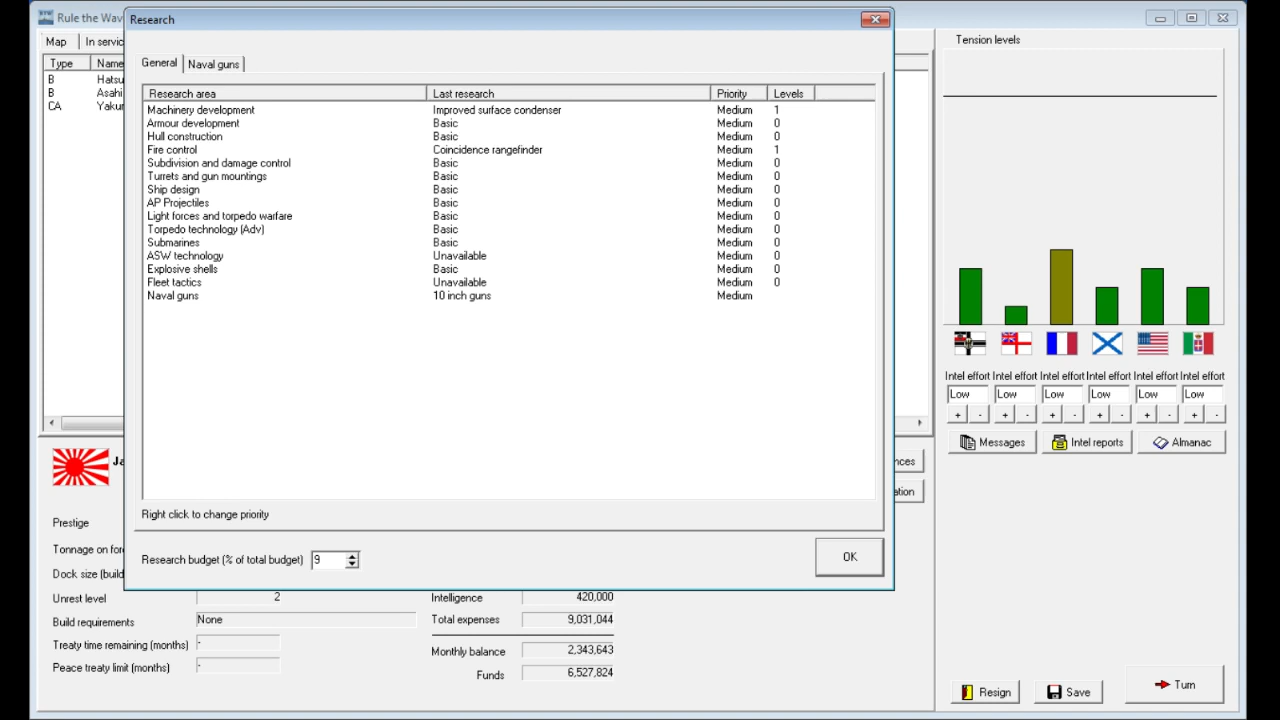 Rule the Wav
Research
Map In servic
General Naval guns
Tension levels
Type Name
B Hatsu
B Asahi
CA Yakur
Research area Last research Priority Levels
Machinery development Improved surface condenser Medium 1
Armour development Basic Medium 0
Hull construction Basic Medium 0
Fire control Coincidence rangefinder Medium 1
Subdivision and damage control Basic Medium 0
Turrets and gun mountings Basic Medium 0
Ship design Basic Medium 0
AP Projectiles Basic Medium 0
Light forces and torpedo warfare Basic Medium 0
Torpedo technology (Adv) Basic Medium 0
Submarines Basic Medium 0
ASW technology Unavailable Medium 0
Explosive shells Basic Medium 0
Fleet tactics Unavailable Medium 0
Naval guns 10 inch guns Medium
Right click to change priority
Research budget (% of total budget) 9
OK
Intel effort Intel effort Intel effort Intel effort Intel effort Intel effort
Low Low Low Low Low Low
+ - + - + - + - + - + -
Messages Intel reports Almanac
Ja
nces
ation
Prestige
Tonnage on for
Dock size (build
Unrest level 2
Build requirements None
Treaty time remaining (months) -
Peace treaty limit (months) -
Intelligence 420,000
Total expenses 9,031,044
Monthly balance 2,343,643
Funds 6,527,824
Resign Save Turn